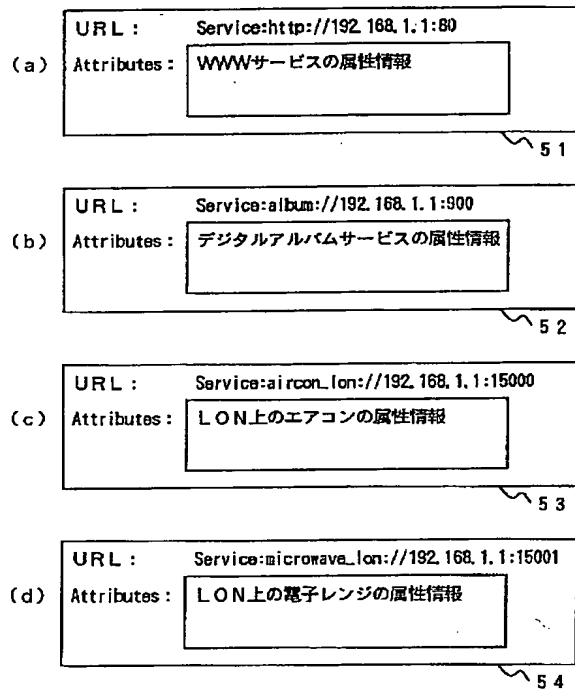 URL： Service:http://192.168.1.1:80
(a) Attributes： WWWサービスの属性情報
51
URL： Service:album://192.168.1.1:900
(b) Attributes： デジタルアルバムサービスの属性情報
52
URL： Service:aircon_lon://192.168.1.1:15000
(c) Attributes： LON上のエアコンの属性情報
53
URL： Service:microwave_lon://192.168.1.1:15001
(d) Attributes： LON上の電子レンジの属性情報
54